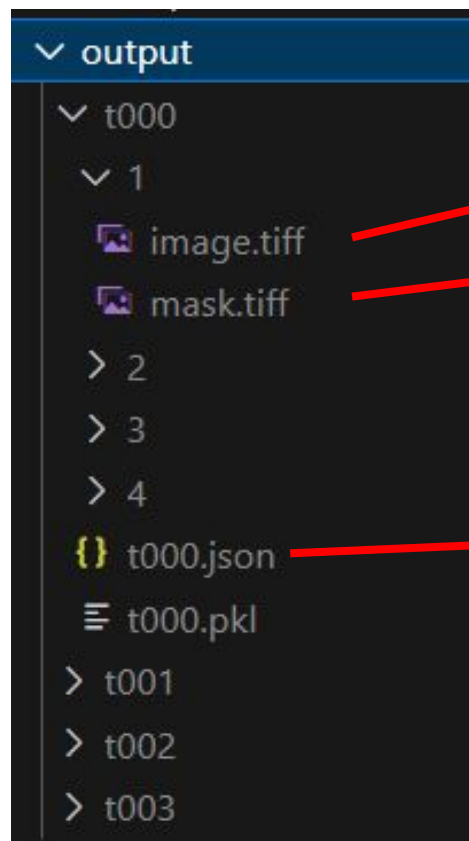 output
t000
1
image.tiff
mask.tiff
2
3
4
{} t000.json
t000.pkl
t001
t002
t003